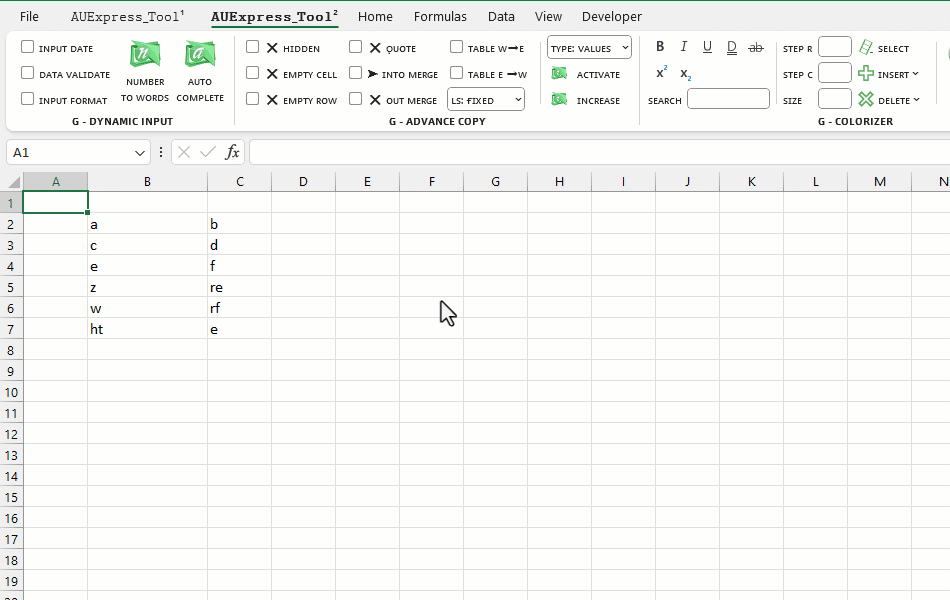 File AUExpress_Tool¹ AUExpress_Tool² Home Formulas Data View Developer
INPUT DATE HIDDEN QUOTE TABLE W E TYPE: VALUES B I U D ab STEP R SELECT
DATA VALIDATE NUMBER TO WORDS AUTO COMPLETE EMPTY CELL INTO MERGE TABLE E W ACTIVATE x² x₂ STEP C INSERT
INPUT FORMAT EMPTY ROW OUT MERGE LS: FIXED INCREASE SEARCH SIZE DELETE
G - DYNAMIC INPUT G - ADVANCE COPY G - COLORIZER
A1 fx
A B C D E F G H I J K L M N
1
2 a b
3 c d
4 e f
5 z re
6 w rf
7 ht e
8
9
10
11
12
13
14
15
16
17
18
19